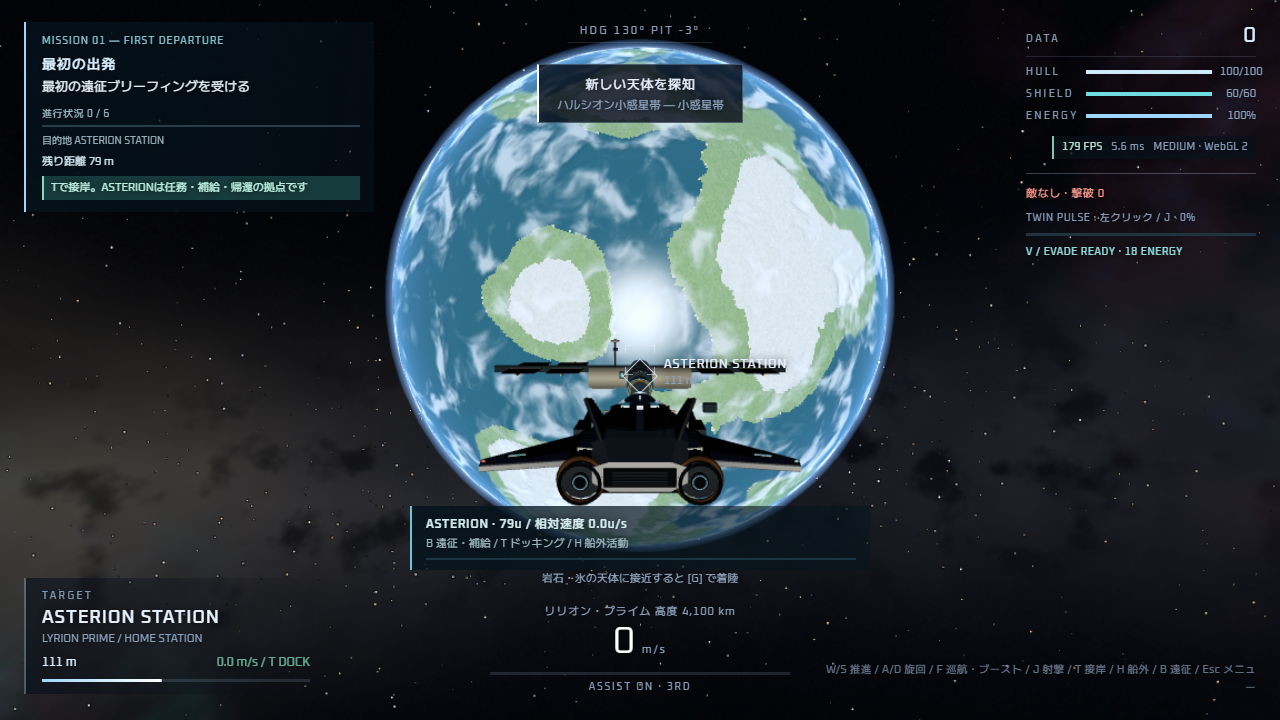 MISSION 01 — FIRST DEPARTURE
最初の出発
最初の遠征ブリーフィングを受ける
進行状況 0 / 6
目的地 ASTERION STATION
残り距離 79 m
Tで接岸。ASTERIONは任務・補給・帰還の拠点です
HDG 130° PIT -3°
新しい天体を探知
ハルシオン小惑星帯 — 小惑星帯
DATA 0
HULL 100/100
SHIELD 60/60
ENERGY 100%
179 FPS 5.6 ms MEDIUM · WebGL 2
敵なし · 撃破 0
TWIN PULSE · 左クリック / J · 0%
V / EVADE READY · 18 ENERGY
ASTERION STATION
111 m
ASTERION · 79u / 相対速度 0.0u/s
B 遠征・補給 / T ドッキング / H 船外活動
岩石・氷の天体に接近すると [G] で着陸
リリオン・プライム 高度 4,100 km
0 m/s
ASSIST ON · 3RD
TARGET
ASTERION STATION
LYRION PRIME / HOME STATION
111 m 0.0 m/s / T DOCK
W/S 推進 / A/D 旋回 / F 巡航・ブースト / J 射撃 / T 接岸 / H 船外 / B 遠征 / Esc メニュ
ー